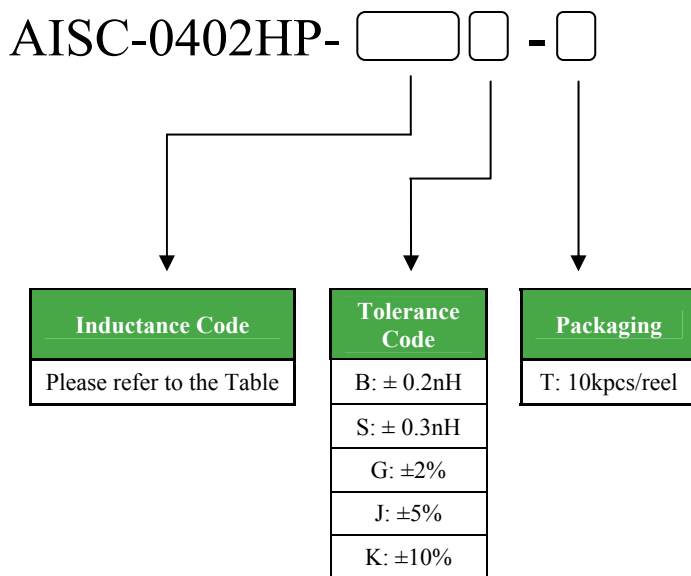 AISC-0402HP- -
Inductance Code
Please refer to the Table
Tolerance
Code
B: ± 0.2nH
S: ± 0.3nH
G: ±2%
J: ±5%
K: ±10%
Packaging
T: 10kpcs/reel